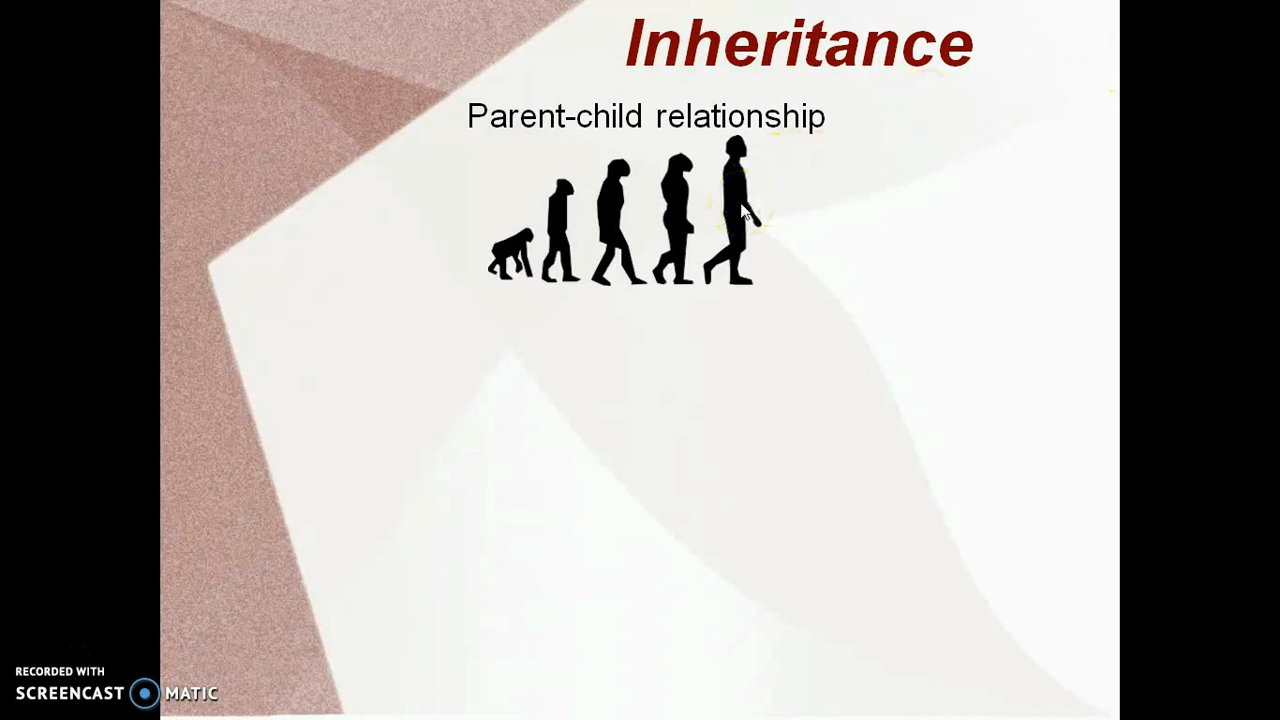 Inheritance
Parent-child relationship
RECORDED WITH
SCREENCAST MATIC